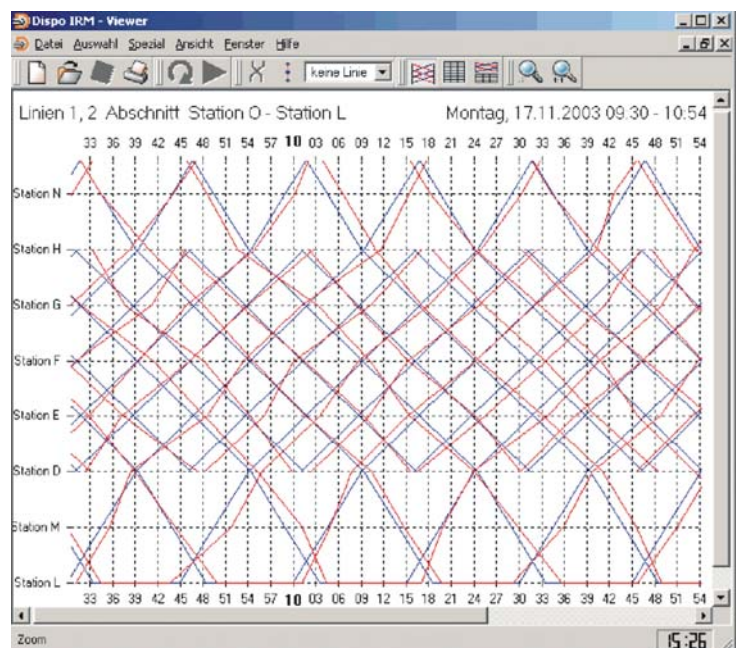 Dispo IRM - Viewer
Datei Auswahl Spezial Ansicht Fenster Hilfe
keine Linie
Linien 1, 2 Abschnitt Station O - Station L Montag, 17.11.2003 09.30 - 10:54
33 36 39 42 45 48 51 54 57 10 03 06 09 12 15 18 21 24 27 30 33 36 39 42 45 48 51 54
Station N
Station H
Station G
Station F
Station E
Station D
Station M
Station L
33 36 39 42 45 48 51 54 57 10 03 06 09 12 15 18 21 24 27 30 33 36 39 42 45 48 51 54
Zoom 15:26